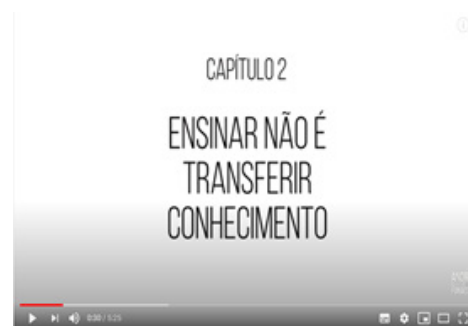 CAPÍTULO 2
ENSINAR NÃO É
TRANSFERIR
CONHECIMENTO
0:30 / 5:25